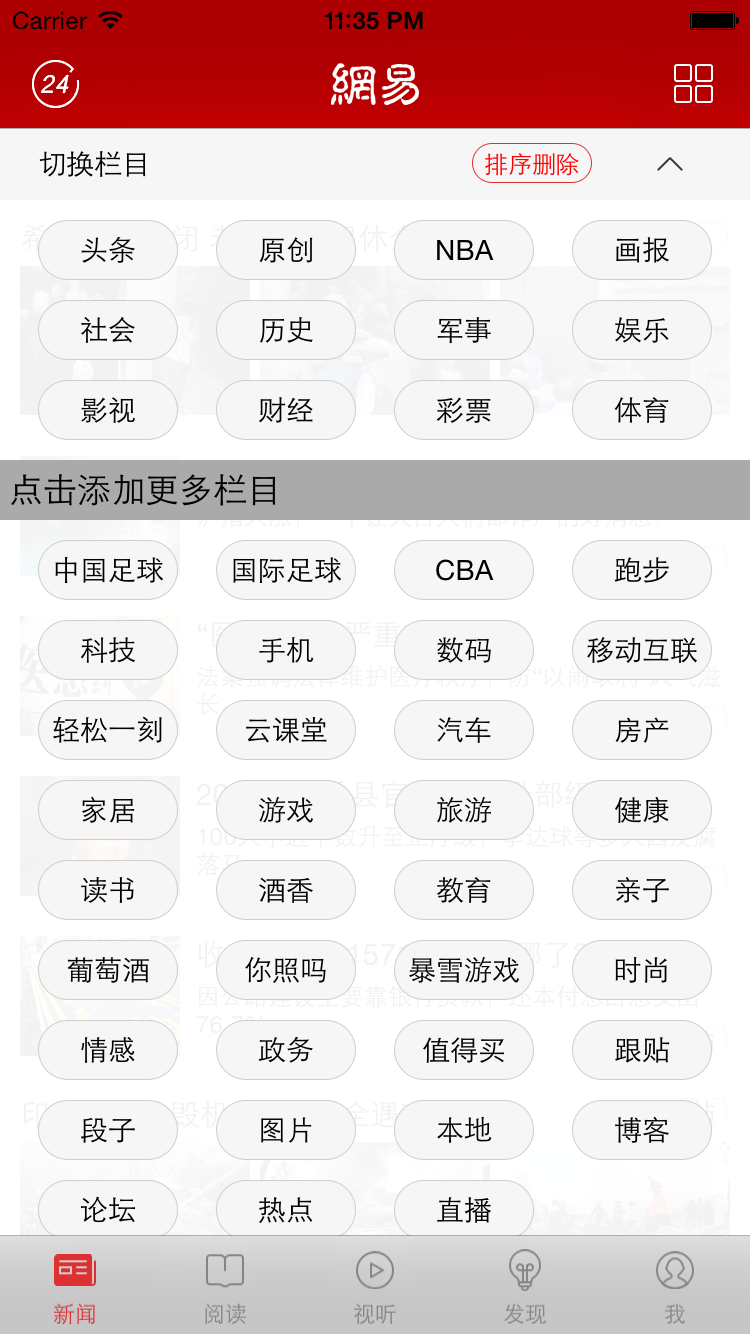 Carrier 11:35 PM
24 網易
切换栏目 排序删除
头条 原创 NBA 画报
社会 历史 军事 娱乐
影视 财经 彩票 体育
点击添加更多栏目
中国足球 国际足球 CBA 跑步
科技 手机 数码 移动互联
轻松一刻 云课堂 汽车 房产
家居 游戏 旅游 健康
读书 酒香 教育 亲子
葡萄酒 你照吗 暴雪游戏 时尚
情感 政务 值得买 跟贴
段子 图片 本地 博客
论坛 热点 直播
新闻 阅读 视听 发现 我